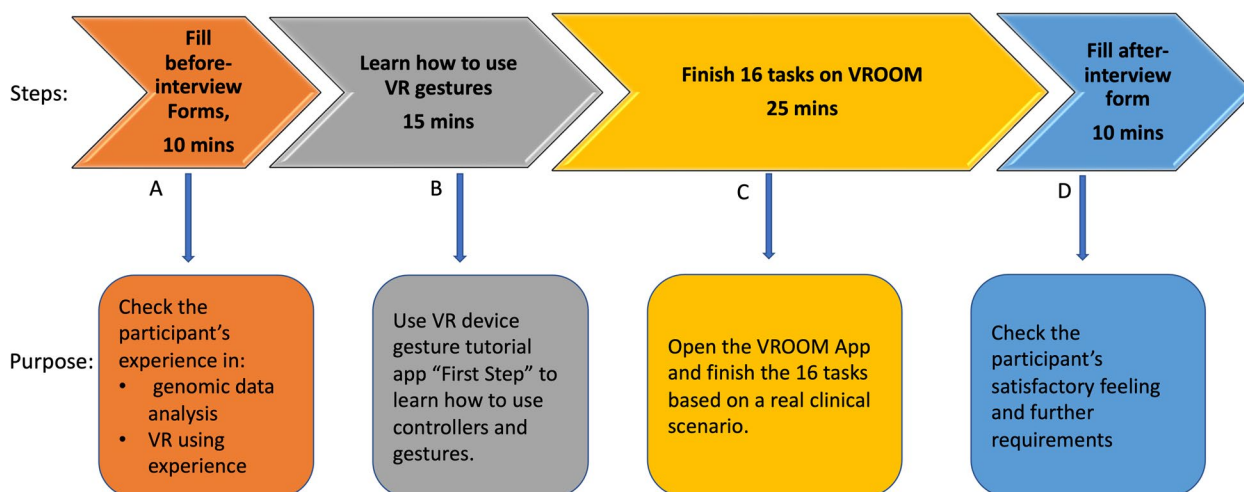 Steps:
Fill
before-
interview
Forms,
10 mins
Learn how to use
VR gestures
15 mins
Finish 16 tasks on VROOM
25 mins
Fill after-
interview
form
10 mins
A
B
C
D
Purpose:
Check the
participant’s
experience in:
• genomic data
analysis
• VR using
experience
Use VR device
gesture tutorial
app “First Step” to
learn how to use
controllers and
gestures.
Open the VROOM App
and finish the 16 tasks
based on a real clinical
scenario.
Check the
participant’s
satisfactory feeling
and further
requirements